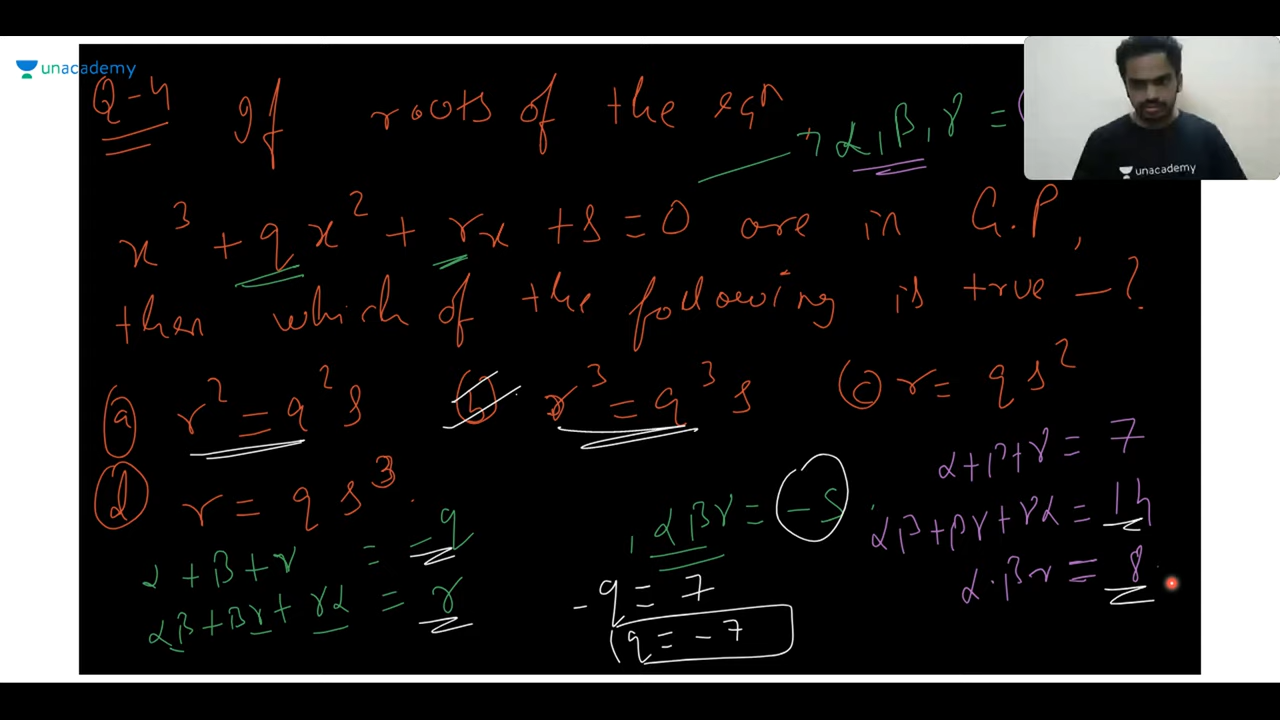 unacademy
Q-4 If roots of the eqn
→ α, β, γ =
unacademy
x³ + qx² + rx + s = 0 are in G.P,
then which of the following is true -?
(a) r² = q²s (b) r³ = q³s (c) r = qs²
(d) r = qs³.
α + β + γ = -q
αβ + βγ + γα = r
, αβγ = -s
- q = 7
q = -7
α+β+γ = 7
αβ+βγ+γα = 14
α.βγ = 8